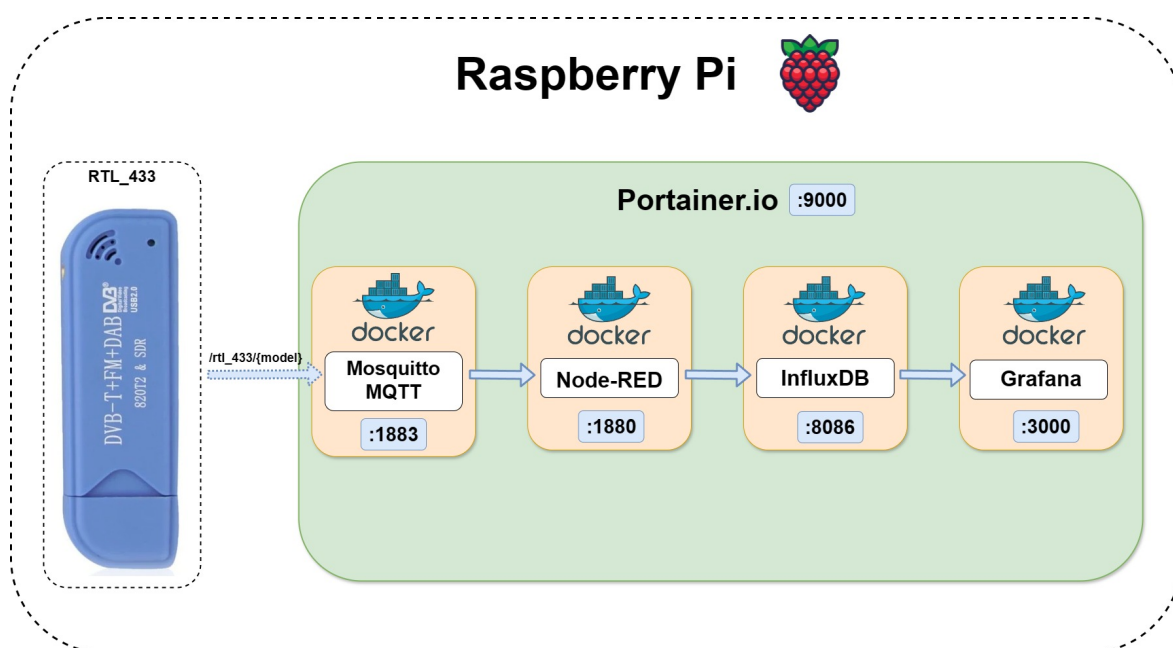 Raspberry Pi
RTL_433
DVB-T+FM+DAB
820T2 & SDR
DVB®
USB2.0
/rtl_433/{model}
Portainer.io :9000
docker
Mosquitto
MQTT
:1883
docker
Node-RED
:1880
docker
InfluxDB
:8086
docker
Grafana
:3000